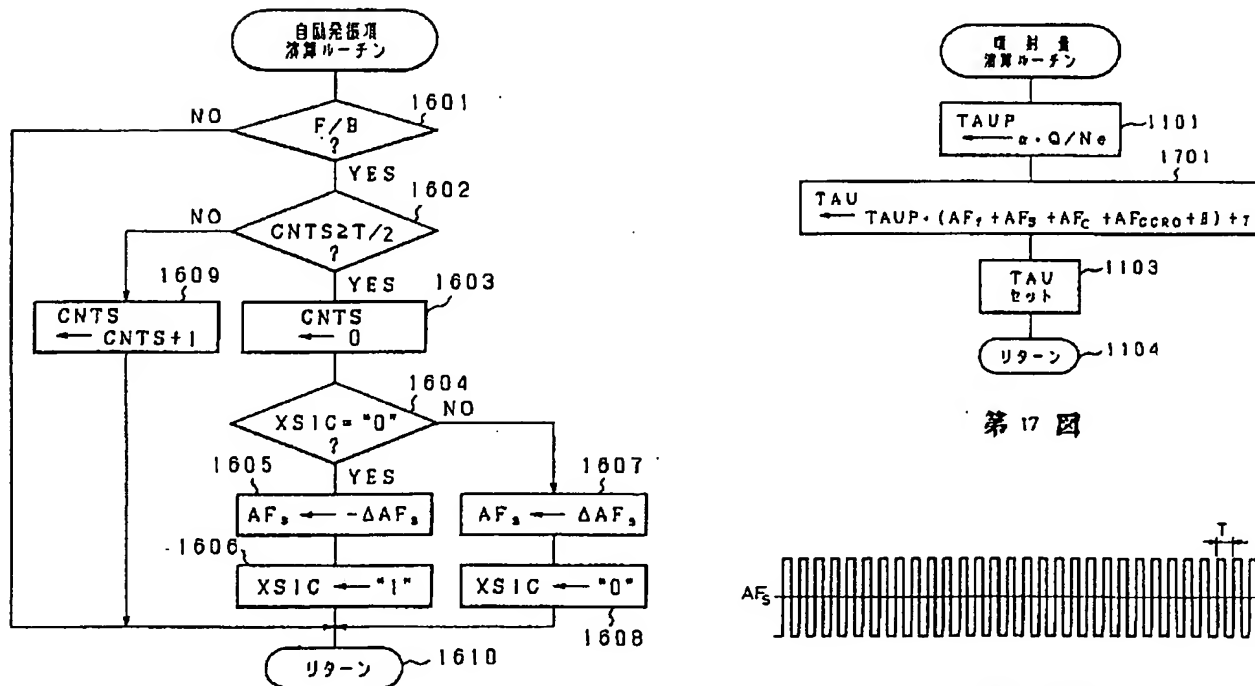 自励発振項
演算ルーチン
1601
NO
F/B
?
YES
1602
NO
CNTS≧T/2
?
YES
1609
CNTS
← CNTS+1
1603
CNTS
← 0
1604
XSIC="0"
?
NO
YES
1605
AFs ← -ΔAFs
1607
AFs ← ΔAFs
1606
XSIC ← "1"
XSIC ← "0"
1608
リターン
1610
噴射量
演算ルーチン
TAUP
← α・Q/Ne
1101
1701
TAU
← TAUP・(AFf+AFs+AFc+AFCCRO+β)+γ
TAU
セット
1103
リターン
1104
第17図
T
AFS